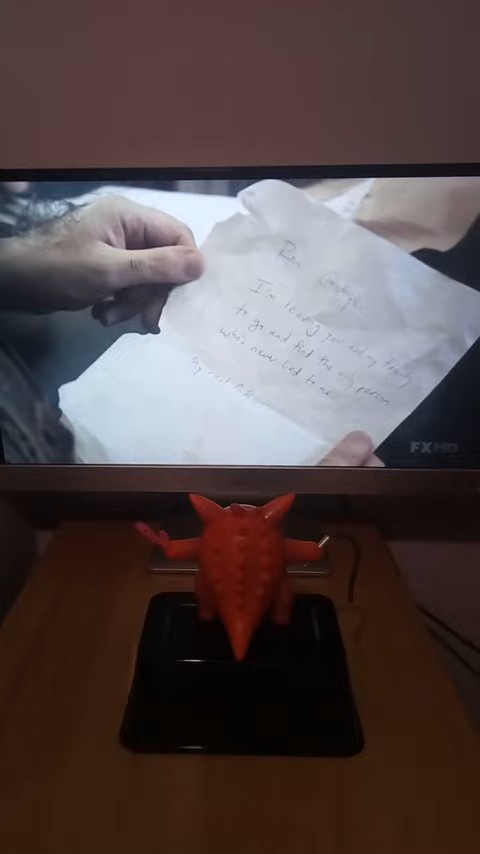 George,
I'm leaving you and my family
to go and find the only person
who's never lied to me
My
FX HD